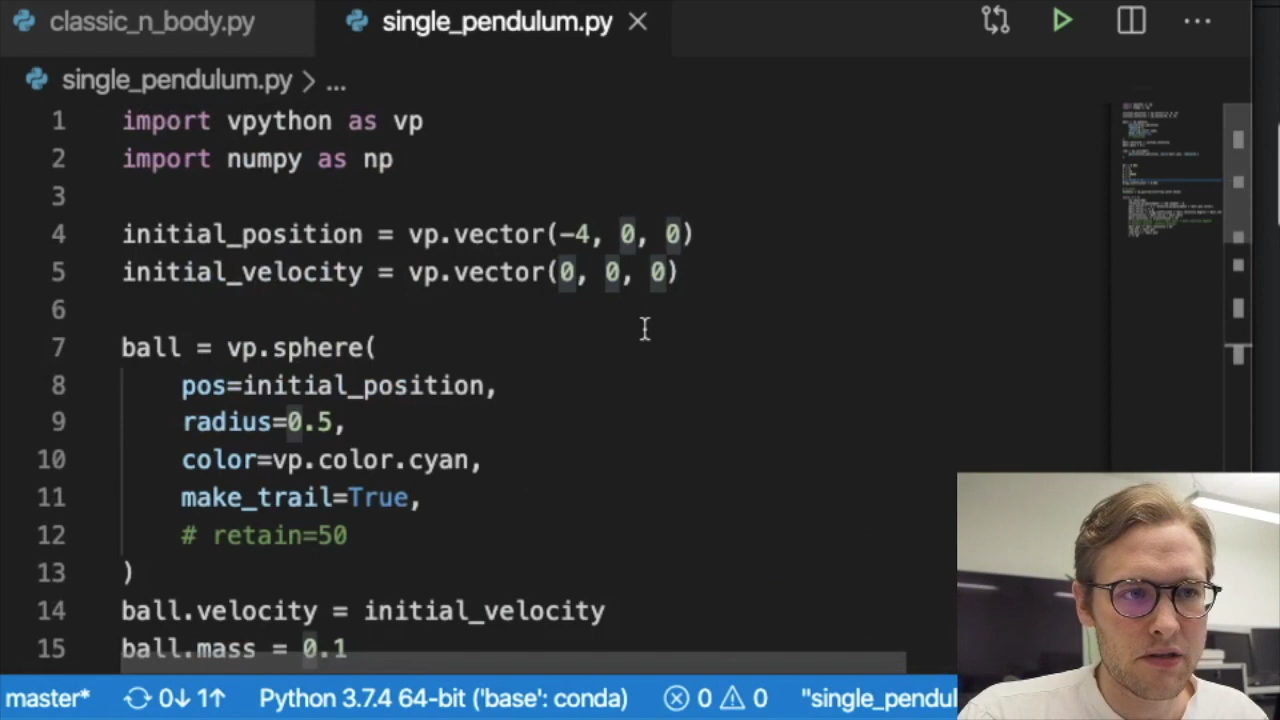 classic_n_body.py
single_pendulum.py
single_pendulum.py > ...
1 import vpython as vp
2 import numpy as np
3
4 initial_position = vp.vector(-4, 0, 0)
5 initial_velocity = vp.vector(0, 0, 0)
6
7 ball = vp.sphere(
8 pos=initial_position,
9 radius=0.5,
10 color=vp.color.cyan,
11 make_trail=True,
12 # retain=50
13 )
14 ball.velocity = initial_velocity
15 ball.mass = 0.1
master* 0↓ 1↑ Python 3.7.4 64-bit ('base': conda) 0 0 "single_pendul